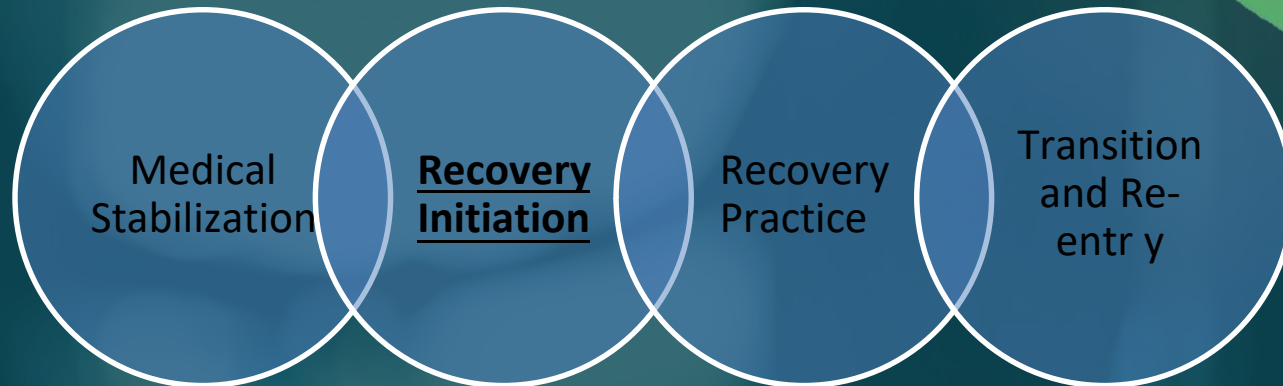 Medical
Stabilization
Recovery
Initiation
Recovery
Practice
Transition
and Re-
entr y